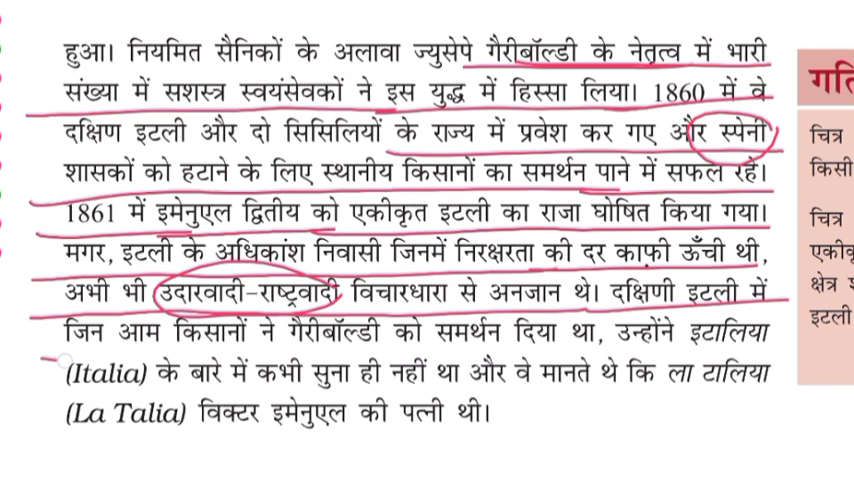 हुआ। नियमित सैनिकों के अलावा ज्युसेपे गैरीबॉल्डी के नेतृत्व में भारी
संख्या में सशस्त्र स्वयंसेवकों ने इस युद्ध में हिस्सा लिया। 1860 में वे
दक्षिण इटली और दो सिसिलियों के राज्य में प्रवेश कर गए और स्पेनी
शासकों को हटाने के लिए स्थानीय किसानों का समर्थन पाने में सफल रहे।
1861 में इमेनुएल द्वितीय को एकीकृत इटली का राजा घोषित किया गया।
मगर, इटली के अधिकांश निवासी जिनमें निरक्षरता की दर काफ़ी ऊँची थी,
अभी भी उदारवादी-राष्ट्रवादी विचारधारा से अनजान थे। दक्षिणी इटली में
जिन आम किसानों ने गैरीबॉल्डी को समर्थन दिया था, उन्होंने इटालिया
(Italia) के बारे में कभी सुना ही नहीं था और वे मानते थे कि ला टालिया
(La Talia) विक्टर इमेनुएल की पत्नी थी।
चित्र
किसी
चित्र
क्षेत्र
इटली